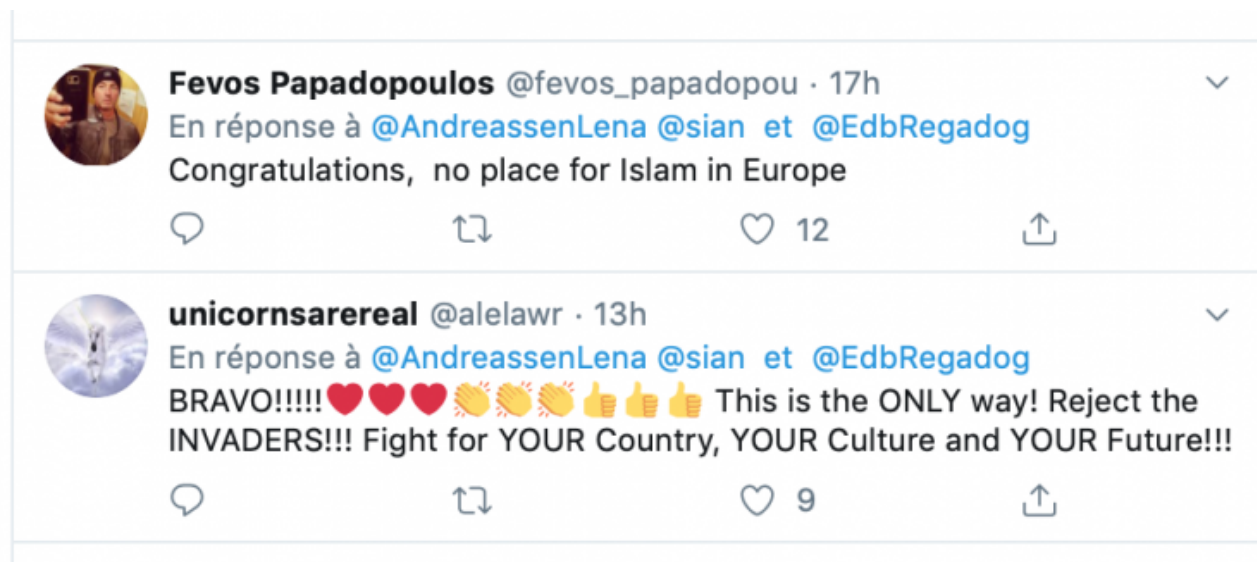 Fevos Papadopoulos @fevos_papadopou · 17h
En réponse à @AndreassenLena @sian et @EdbRegadog
Congratulations, no place for Islam in Europe
12
unicornsarereal @alelawr · 13h
En réponse à @AndreassenLena @sian et @EdbRegadog
BRAVO!!!!!❤️❤️❤️👏👏👏👍👍👍 This is the ONLY way! Reject the
INVADERS!!! Fight for YOUR Country, YOUR Culture and YOUR Future!!!
9